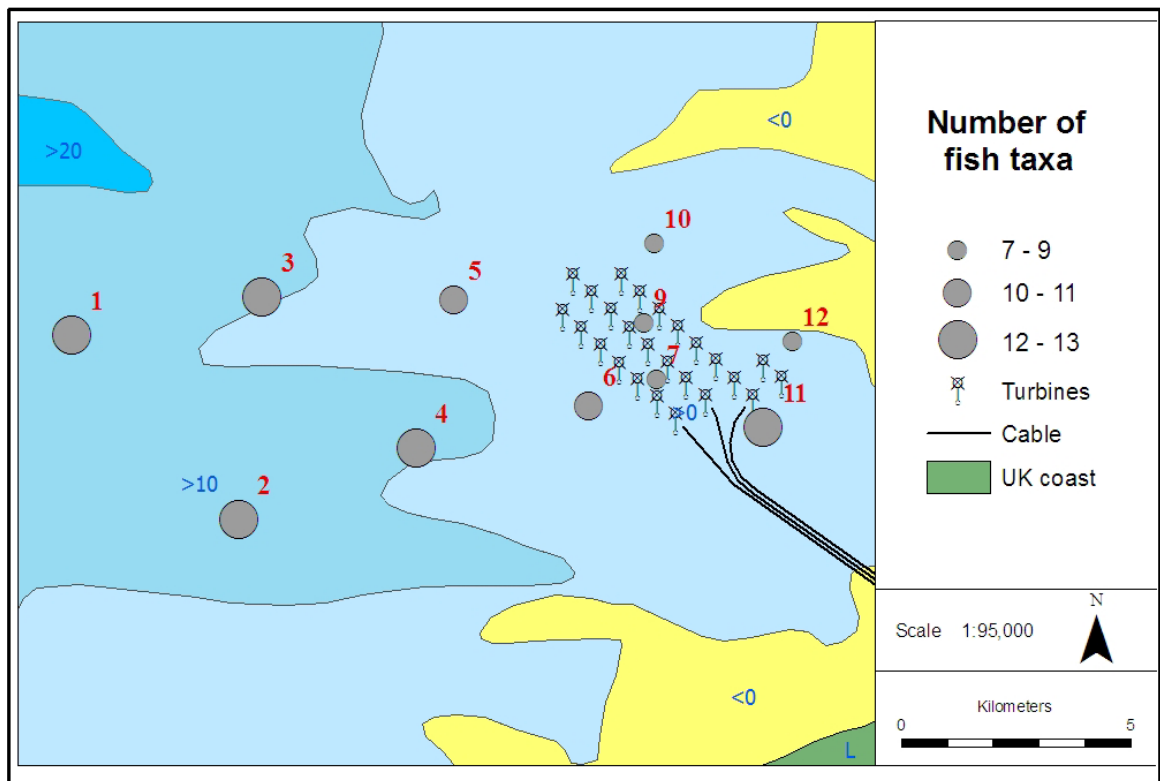 >20
<0
10
3
5
1
9
12
7
6
11
>0
4
>10
2
<0
L
Number of
fish taxa
7 - 9
10 - 11
12 - 13
Turbines
Cable
UK coast
N
Scale 1:95,000
Kilometers
0 5